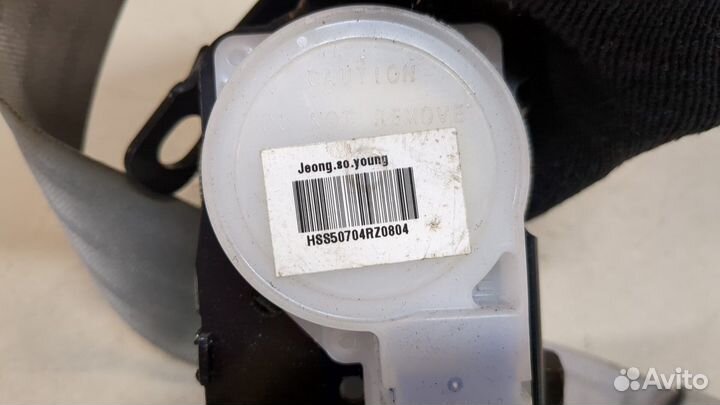 CAUTION
NOT REMOVE
Jeong.so.young
HSS50704RZ0804
Avito